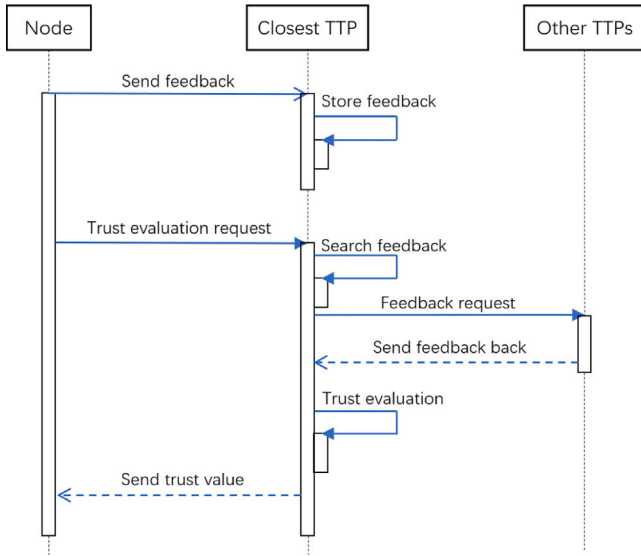 Node
Closest TTP
Other TTPs
Send feedback
Store feedback
Trust evaluation request
Search feedback
Feedback request
Send feedback back
Trust evaluation
Send trust value